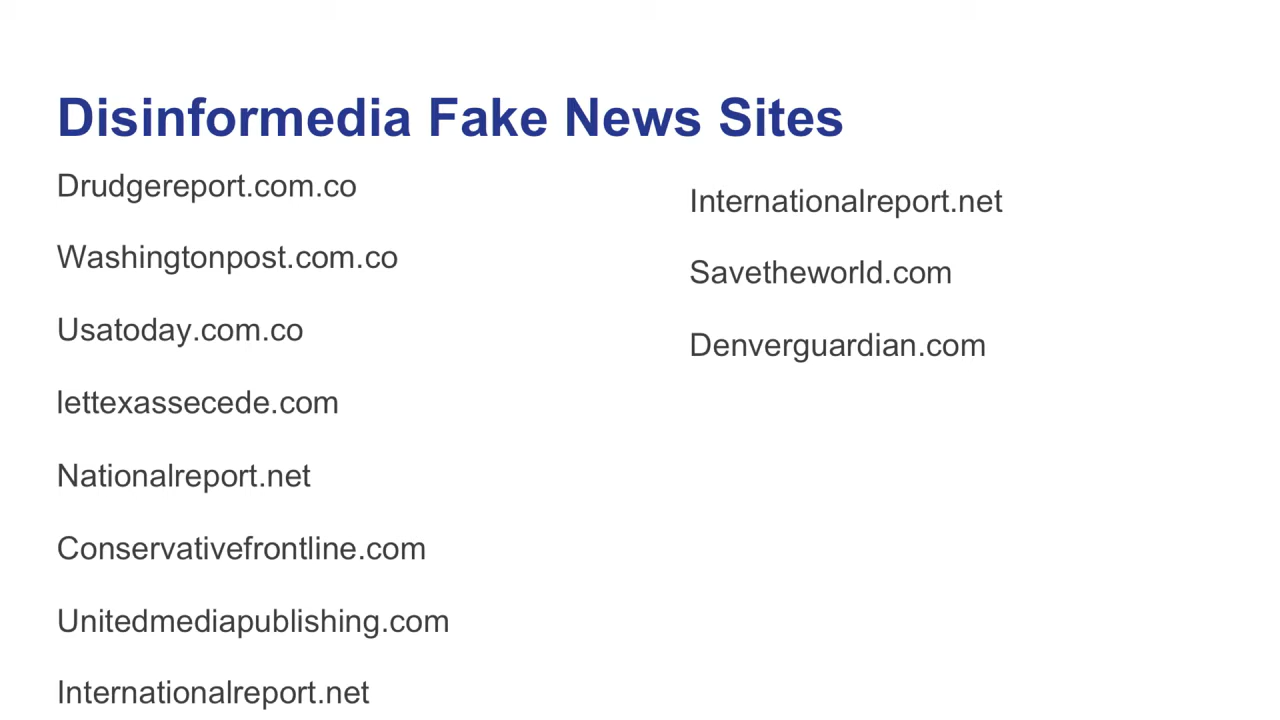 Disinformedia Fake News Sites
Drudgereport.com.co
Washingtonpost.com.co
Usatoday.com.co
lettexassecede.com
Nationalreport.net
Conservativefrontline.com
Unitedmediapublishing.com
Internationalreport.net
Internationalreport.net
Savetheworld.com
Denverguardian.com